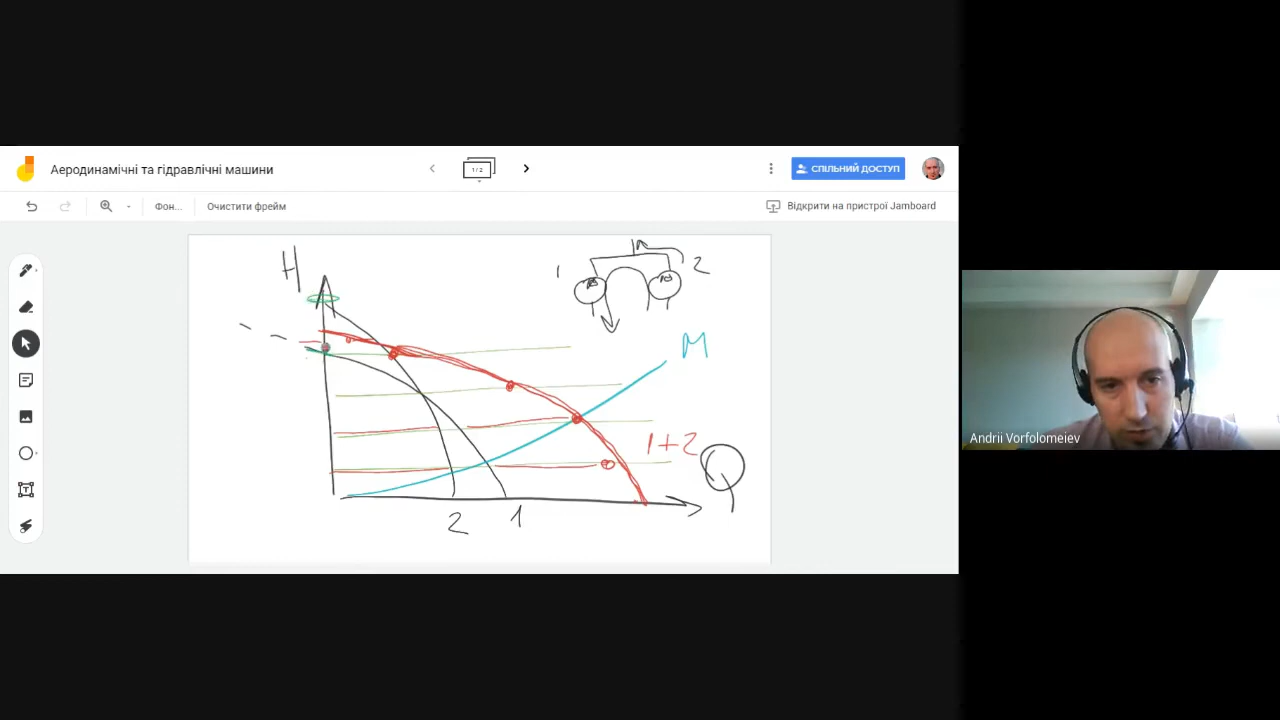 Аеродинамічні та гідравлічні машини
1/2
СПІЛЬНИЙ ДОСТУП
Фон...
Очистити фрейм
Відкрити на пристрої Jamboard
H
1
2
M
1+2
Q
2
1
T
Andrii Vorfolomeiev